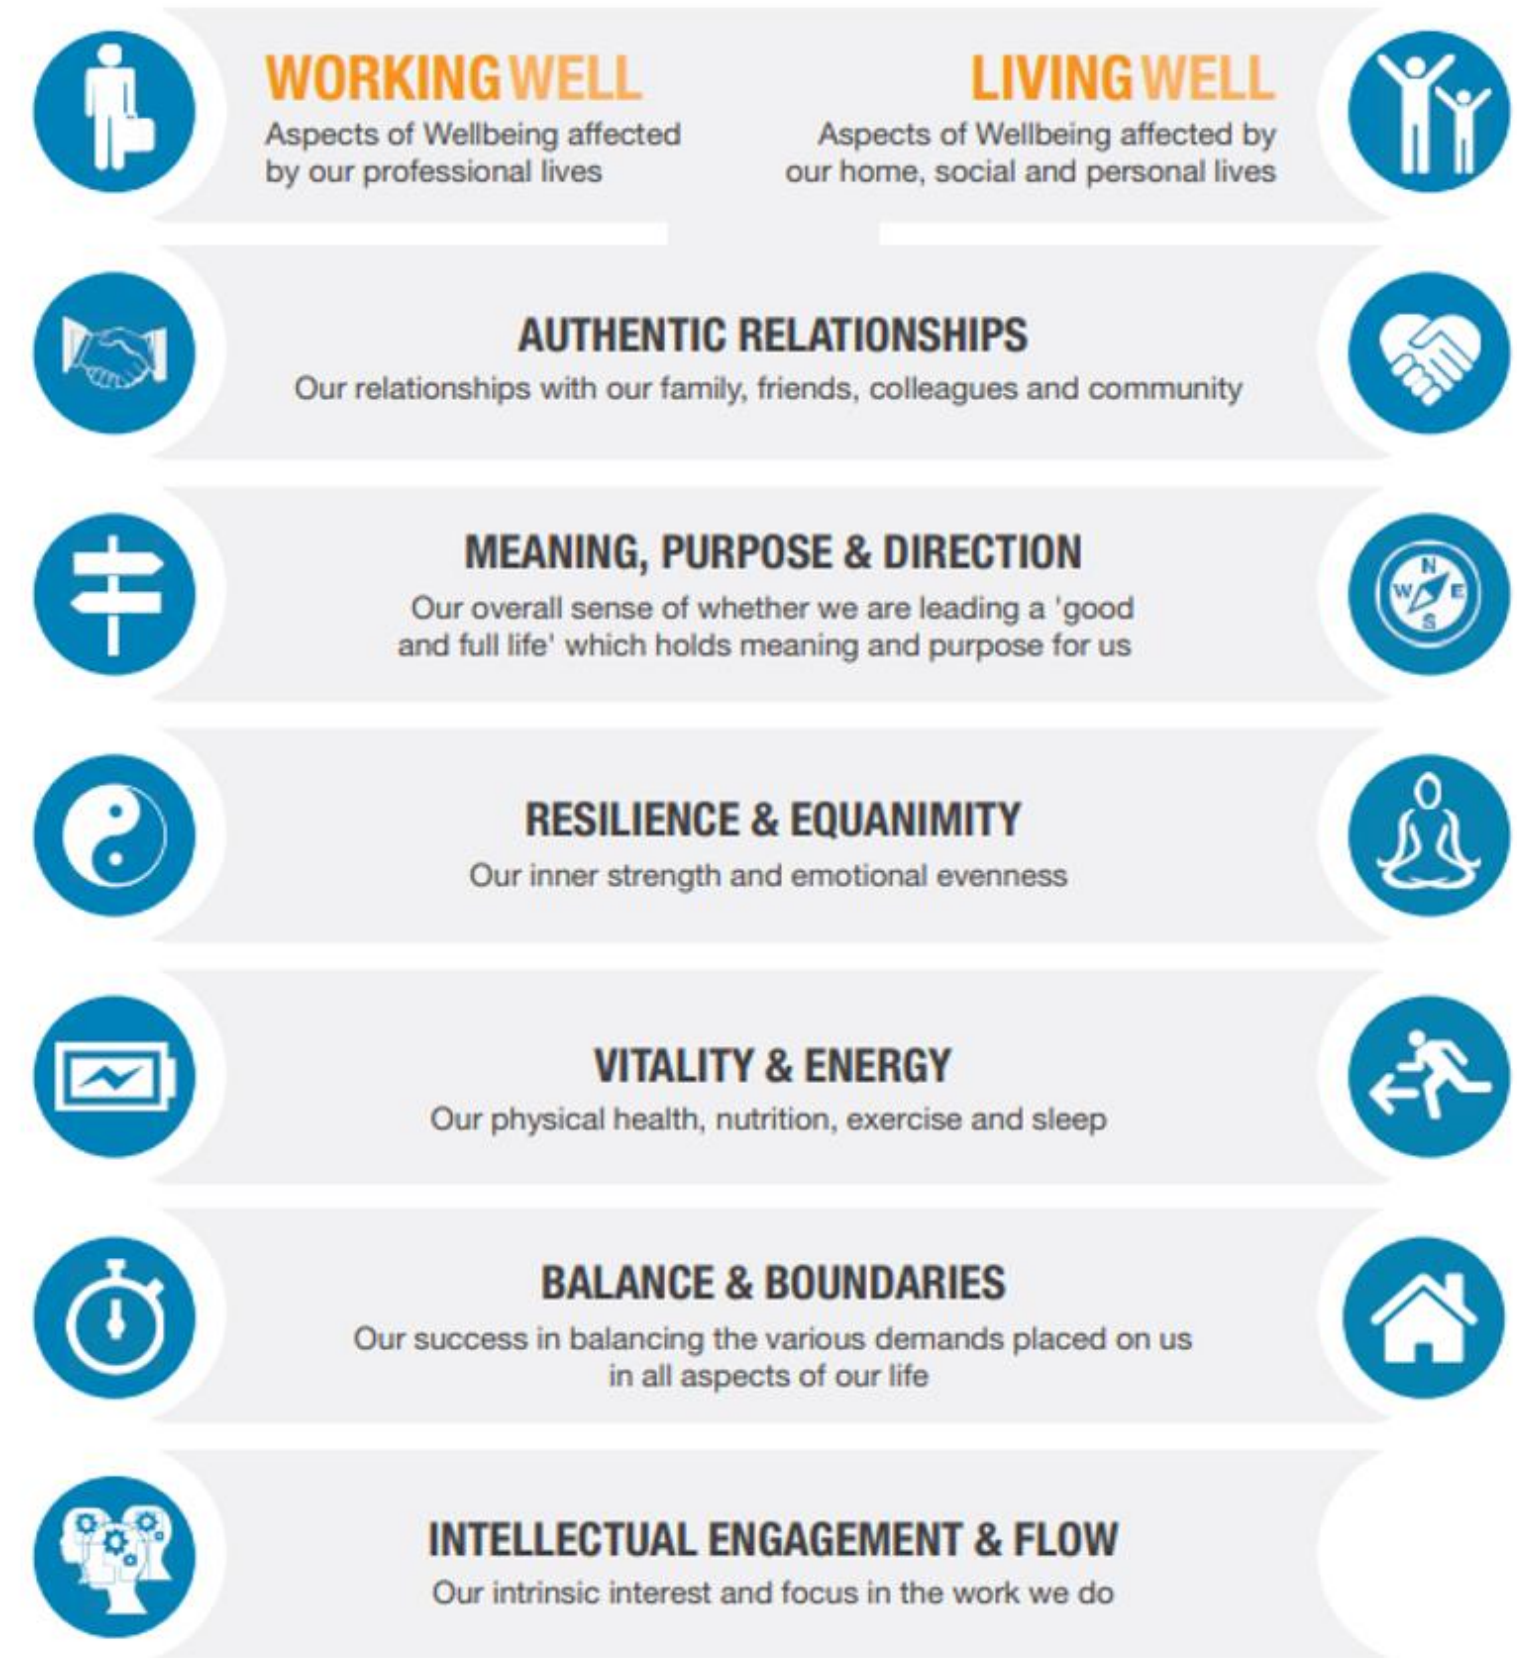 WORKING WELL
Aspects of Wellbeing affected
by our professional lives
LIVING WELL
Aspects of Wellbeing affected by
our home, social and personal lives
AUTHENTIC RELATIONSHIPS
Our relationships with our family, friends, colleagues and community
MEANING, PURPOSE & DIRECTION
Our overall sense of whether we are leading a 'good
and full life' which holds meaning and purpose for us
N
W E
S
RESILIENCE & EQUANIMITY
Our inner strength and emotional evenness
VITALITY & ENERGY
Our physical health, nutrition, exercise and sleep
BALANCE & BOUNDARIES
Our success in balancing the various demands placed on us
in all aspects of our life
INTELLECTUAL ENGAGEMENT & FLOW
Our intrinsic interest and focus in the work we do